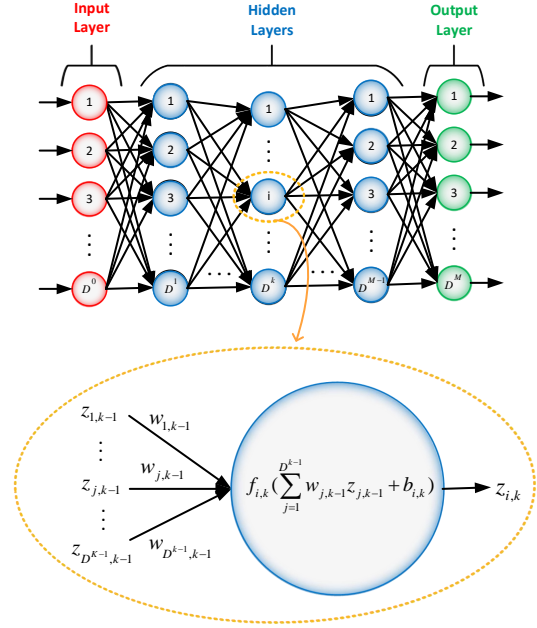 Input Layer
Hidden Layers
Output Layer
1 1 1 1 1
2 2 2 2
3 3 i 3 3
⋮ ⋮ ⋮ ⋮ ⋮ ⋮
D^0 D^1 .... D^k .... D^{M-1} D^M
z_{1,k-1} w_{1,k-1}
⋮
z_{j,k-1} w_{j,k-1} f_{i,k}(\sum_{j=1}^{D^{k-1}} w_{j,k-1} z_{j,k-1} + b_{i,k}) z_{i,k}
⋮
z_{D^{K-1},k-1} w_{D^{k-1},k-1}